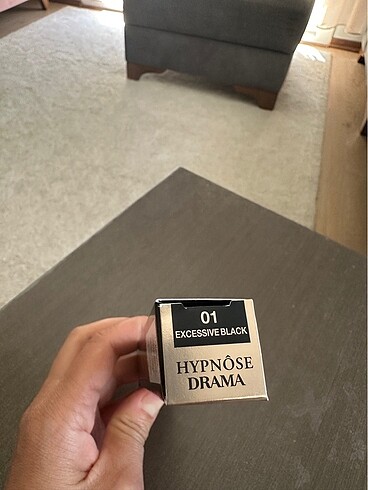 01
EXCESSIVE BLACK
HYPNÔSE
DRAMA